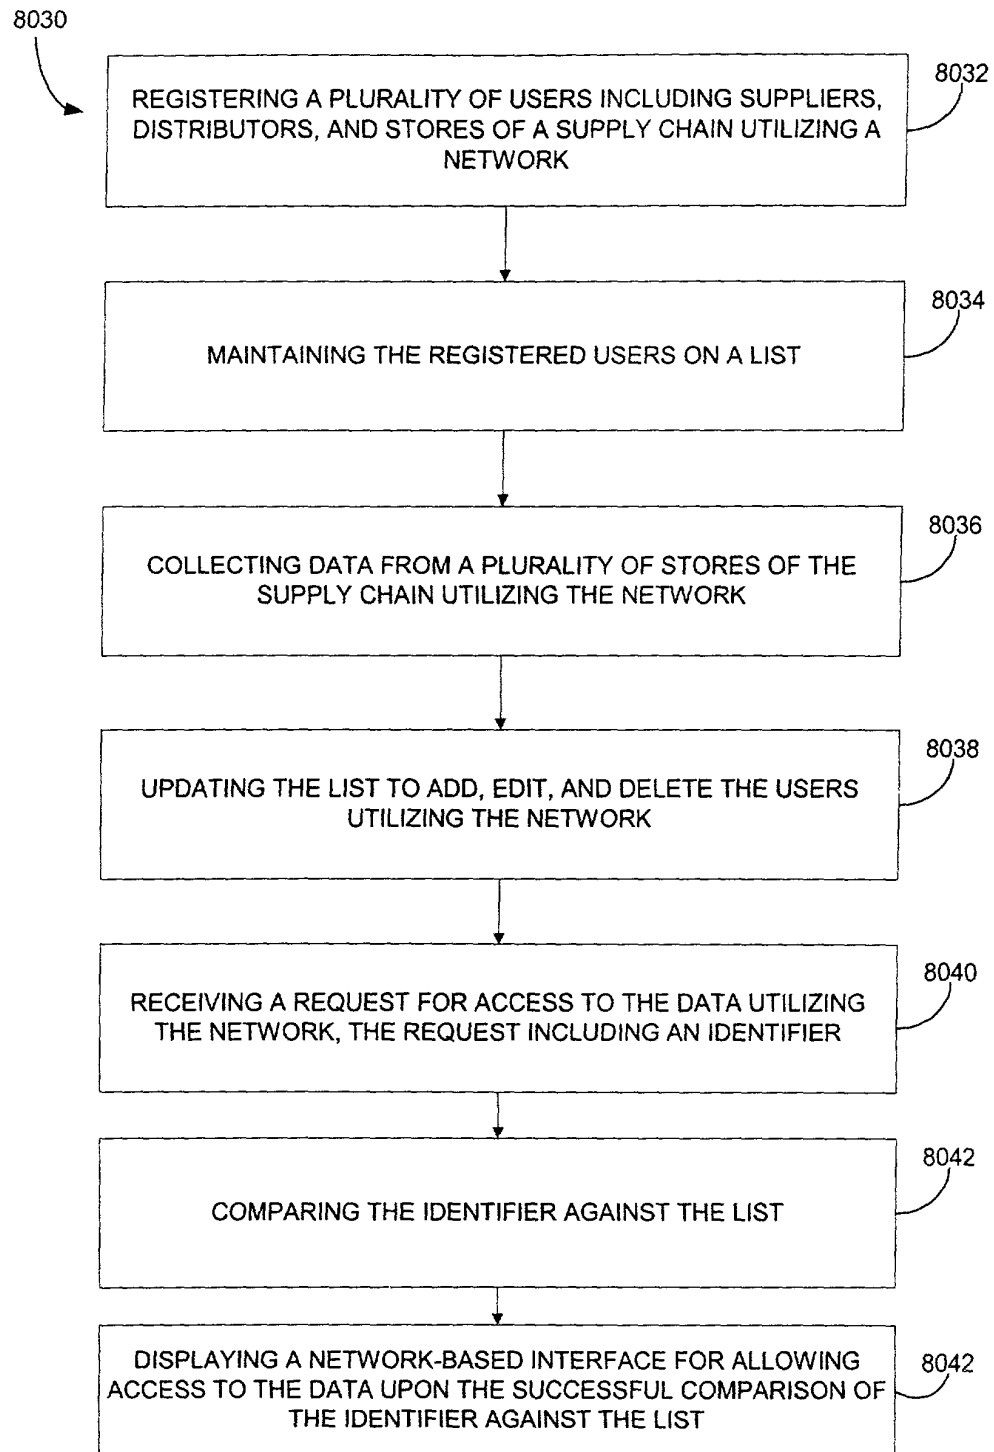 8030
8032
REGISTERING A PLURALITY OF USERS INCLUDING SUPPLIERS,
DISTRIBUTORS, AND STORES OF A SUPPLY CHAIN UTILIZING A
NETWORK
8034
MAINTAINING THE REGISTERED USERS ON A LIST
8036
COLLECTING DATA FROM A PLURALITY OF STORES OF THE
SUPPLY CHAIN UTILIZING THE NETWORK
8038
UPDATING THE LIST TO ADD, EDIT, AND DELETE THE USERS
UTILIZING THE NETWORK
8040
RECEIVING A REQUEST FOR ACCESS TO THE DATA UTILIZING
THE NETWORK, THE REQUEST INCLUDING AN IDENTIFIER
8042
COMPARING THE IDENTIFIER AGAINST THE LIST
8042
DISPLAYING A NETWORK-BASED INTERFACE FOR ALLOWING
ACCESS TO THE DATA UPON THE SUCCESSFUL COMPARISON OF
THE IDENTIFIER AGAINST THE LIST